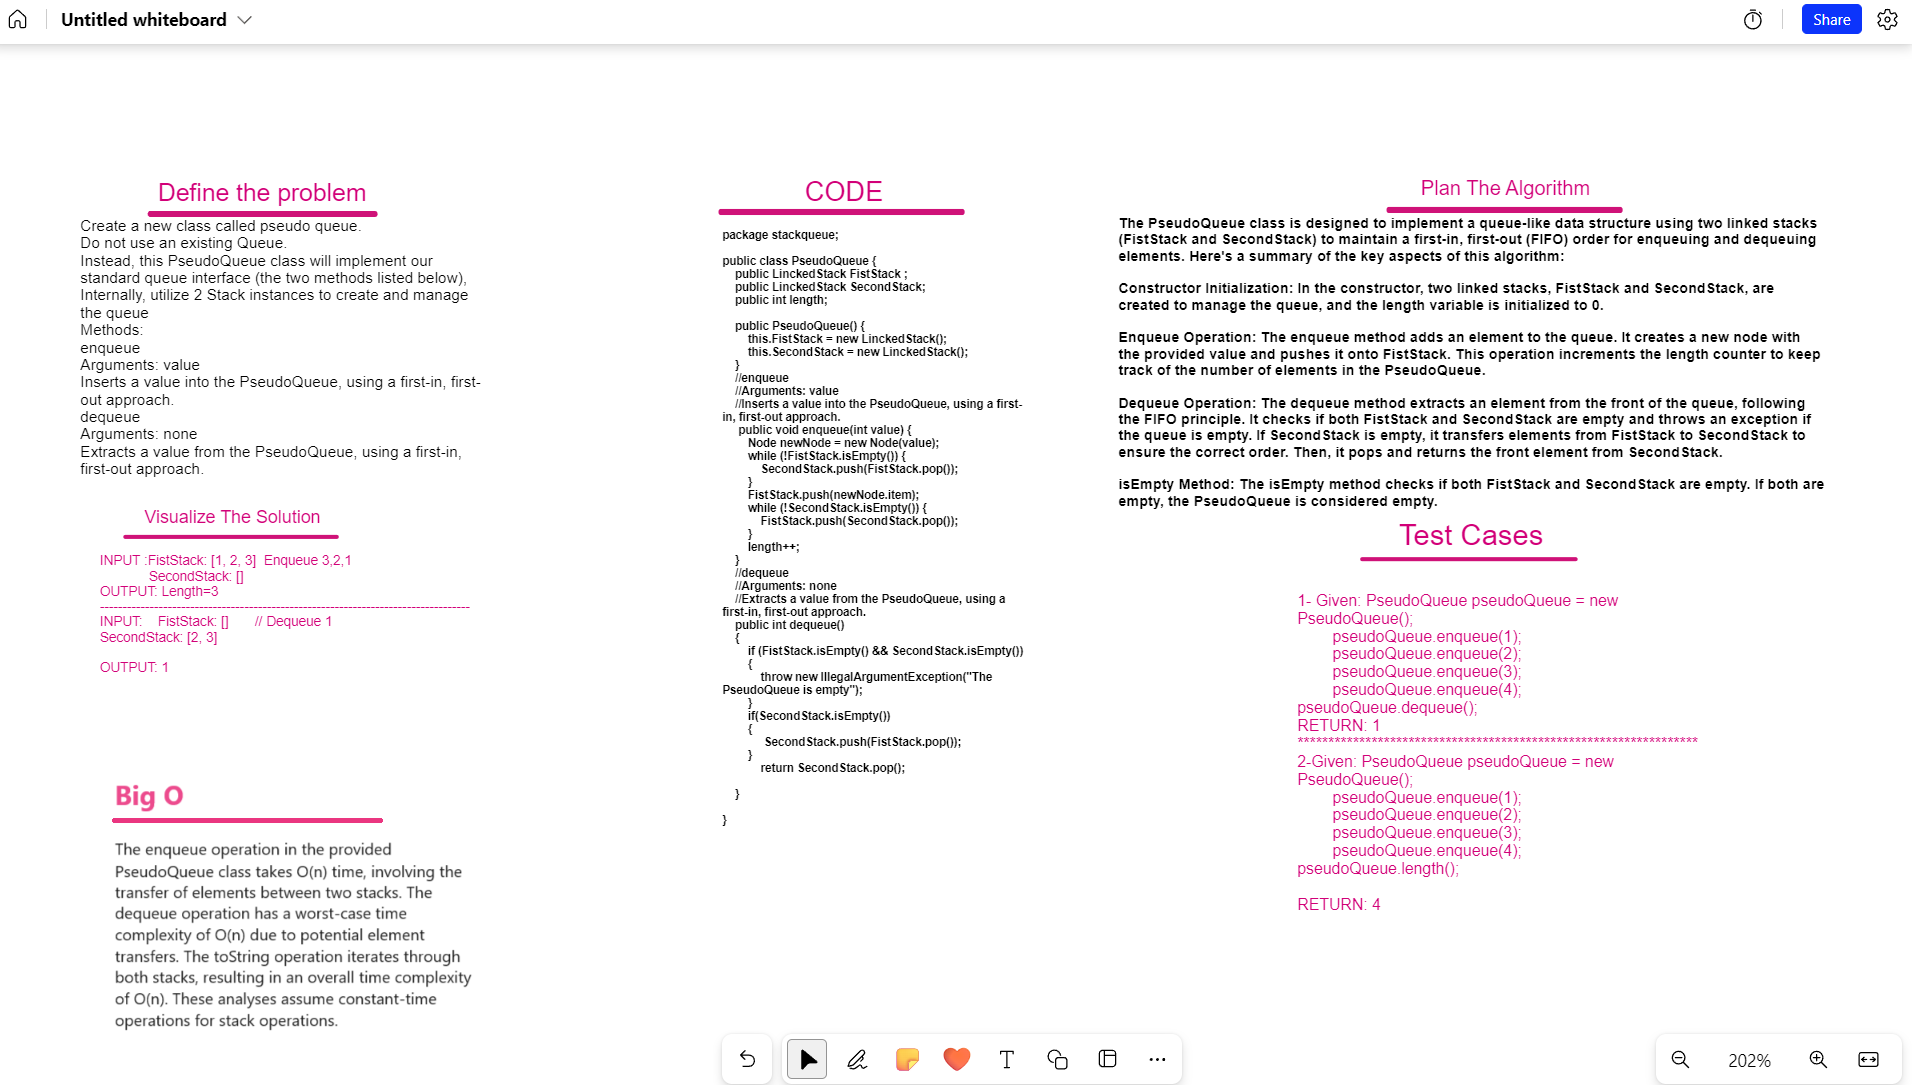 Untitled whiteboard
Share
Define the problem
Create a new class called pseudo queue.
Do not use an existing Queue.
Instead, this PseudoQueue class will implement our
standard queue interface (the two methods listed below),
Internally, utilize 2 Stack instances to create and manage
the queue
Methods:
enqueue
Arguments: value
Inserts a value into the PseudoQueue, using a first-in, first-
out approach.
dequeue
Arguments: none
Extracts a value from the PseudoQueue, using a first-in,
first-out approach.
Visualize The Solution
INPUT :FistStack: [1, 2, 3]  Enqueue 3,2,1
SecondStack: []
OUTPUT: Length=3
----------------------------------------------------------------------------------
INPUT:    FistStack: []       // Dequeue 1
SecondStack: [2, 3]
OUTPUT: 1
Big O
The enqueue operation in the provided
PseudoQueue class takes O(n) time, involving the
transfer of elements between two stacks. The
dequeue operation has a worst-case time
complexity of O(n) due to potential element
transfers. The toString operation iterates through
both stacks, resulting in an overall time complexity
of O(n). These analyses assume constant-time
operations for stack operations.
CODE
package stackqueue;
public class PseudoQueue {
public LinckedStack FistStack ;
public LinckedStack SecondStack;
public int length;
public PseudoQueue() {
this.FistStack = new LinckedStack();
this.SecondStack = new LinckedStack();
}
//enqueue
//Arguments: value
//Inserts a value into the PseudoQueue, using a first-
in, first-out approach.
public void enqueue(int value) {
Node newNode = new Node(value);
while (!FistStack.isEmpty()) {
SecondStack.push(FistStack.pop());
}
FistStack.push(newNode.item);
while (!SecondStack.isEmpty()) {
FistStack.push(SecondStack.pop());
}
length++;
}
//dequeue
//Arguments: none
//Extracts a value from the PseudoQueue, using a
first-in, first-out approach.
public int dequeue()
{
if (FistStack.isEmpty() && SecondStack.isEmpty())
{
throw new IllegalArgumentException("The
PseudoQueue is empty");
}
if(SecondStack.isEmpty())
{
SecondStack.push(FistStack.pop());
}
return SecondStack.pop();
}
}
Plan The Algorithm
The PseudoQueue class is designed to implement a queue-like data structure using two linked stacks
(FistStack and SecondStack) to maintain a first-in, first-out (FIFO) order for enqueuing and dequeuing
elements. Here's a summary of the key aspects of this algorithm:
Constructor Initialization: In the constructor, two linked stacks, FistStack and SecondStack, are
created to manage the queue, and the length variable is initialized to 0.
Enqueue Operation: The enqueue method adds an element to the queue. It creates a new node with
the provided value and pushes it onto FistStack. This operation increments the length counter to keep
track of the number of elements in the PseudoQueue.
Dequeue Operation: The dequeue method extracts an element from the front of the queue, following
the FIFO principle. It checks if both FistStack and SecondStack are empty and throws an exception if
the queue is empty. If SecondStack is empty, it transfers elements from FistStack to SecondStack to
ensure the correct order. Then, it pops and returns the front element from SecondStack.
isEmpty Method: The isEmpty method checks if both FistStack and SecondStack are empty. If both are
empty, the PseudoQueue is considered empty.
Test Cases
1- Given: PseudoQueue pseudoQueue = new
PseudoQueue();
pseudoQueue.enqueue(1);
pseudoQueue.enqueue(2);
pseudoQueue.enqueue(3);
pseudoQueue.enqueue(4);
pseudoQueue.dequeue();
RETURN: 1
*****************************************************************
2-Given: PseudoQueue pseudoQueue = new
PseudoQueue();
pseudoQueue.enqueue(1);
pseudoQueue.enqueue(2);
pseudoQueue.enqueue(3);
pseudoQueue.enqueue(4);
pseudoQueue.length();
RETURN: 4
202%